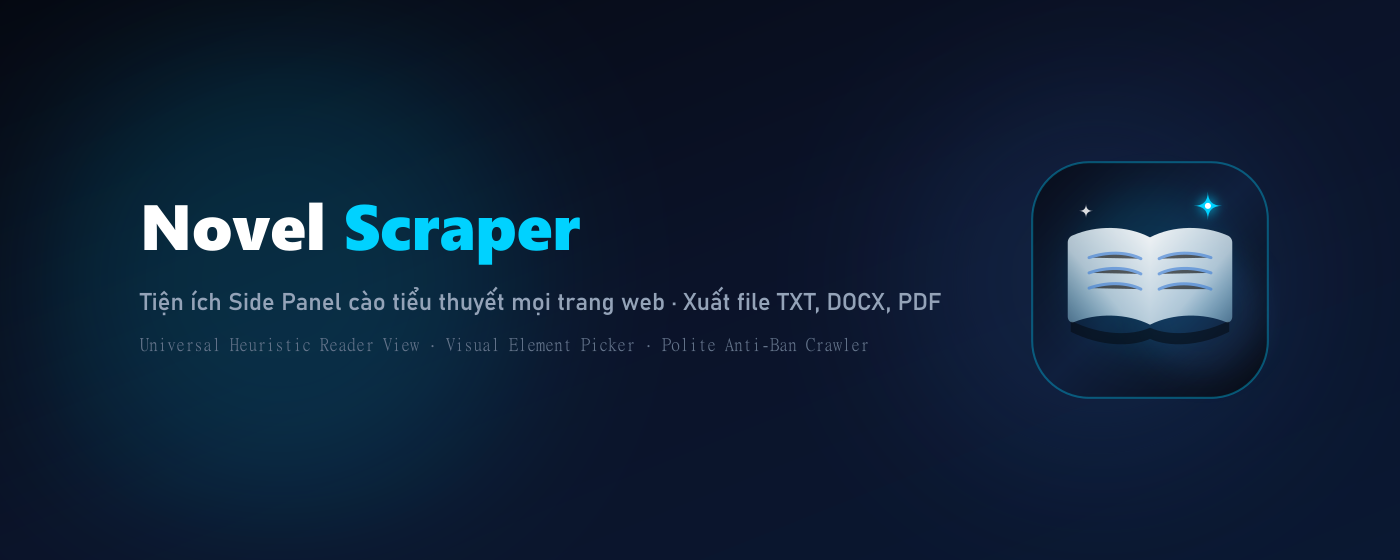 Novel Scraper
Tiện ích Side Panel cào tiểu thuyết mọi trang web · Xuất file TXT, DOCX, PDF
Universal Heuristic Reader View · Visual Element Picker · Polite Anti-Ban Crawler